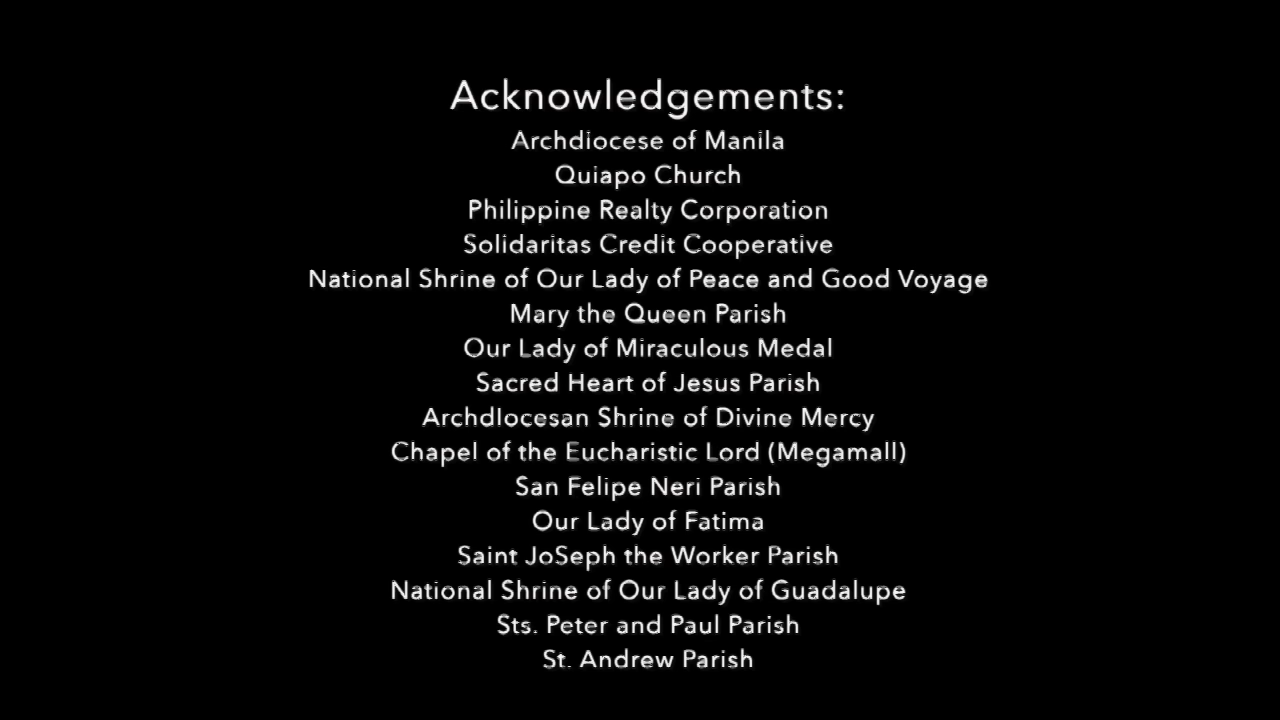 Acknowledgements:
Archdiocese of Manila
Quiapo Church
Philippine Realty Corporation
Solidaritas Credit Cooperative
National Shrine of Our Lady of Peace and Good Voyage
Mary the Queen Parish
Our Lady of Miraculous Medal
Sacred Heart of Jesus Parish
ArchdIocesan Shrine of Divine Mercy
Chapel of the Eucharistic Lord (Megamall)
San Felipe Neri Parish
Our Lady of Fatima
Saint JoSeph the Worker Parish
National Shrine of Our Lady of Guadalupe
Sts. Peter and Paul Parish
St. Andrew Parish